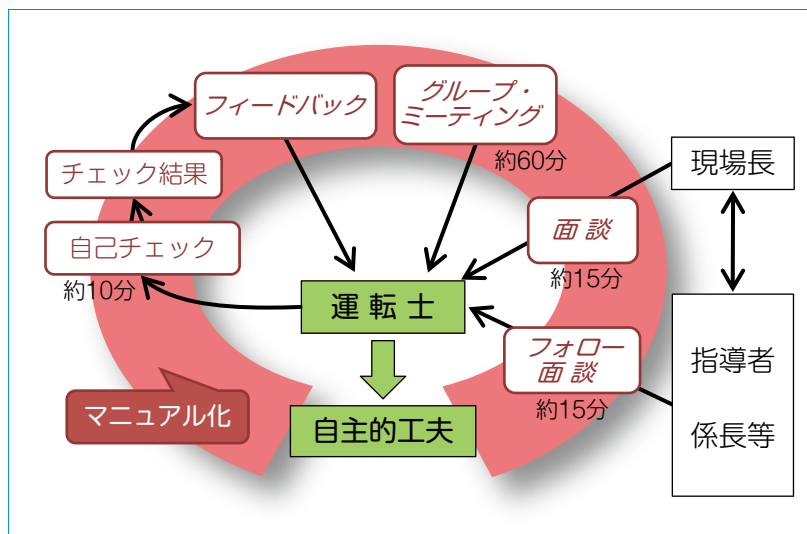 フィードバック
グループ・
ミーティング
約60分
チェック結果
現場長
自己チェック
約10分
面 談
約15分
運 転 士
フォロー
面談
約15分
指導者
係長等
マニュアル化
自主的工夫